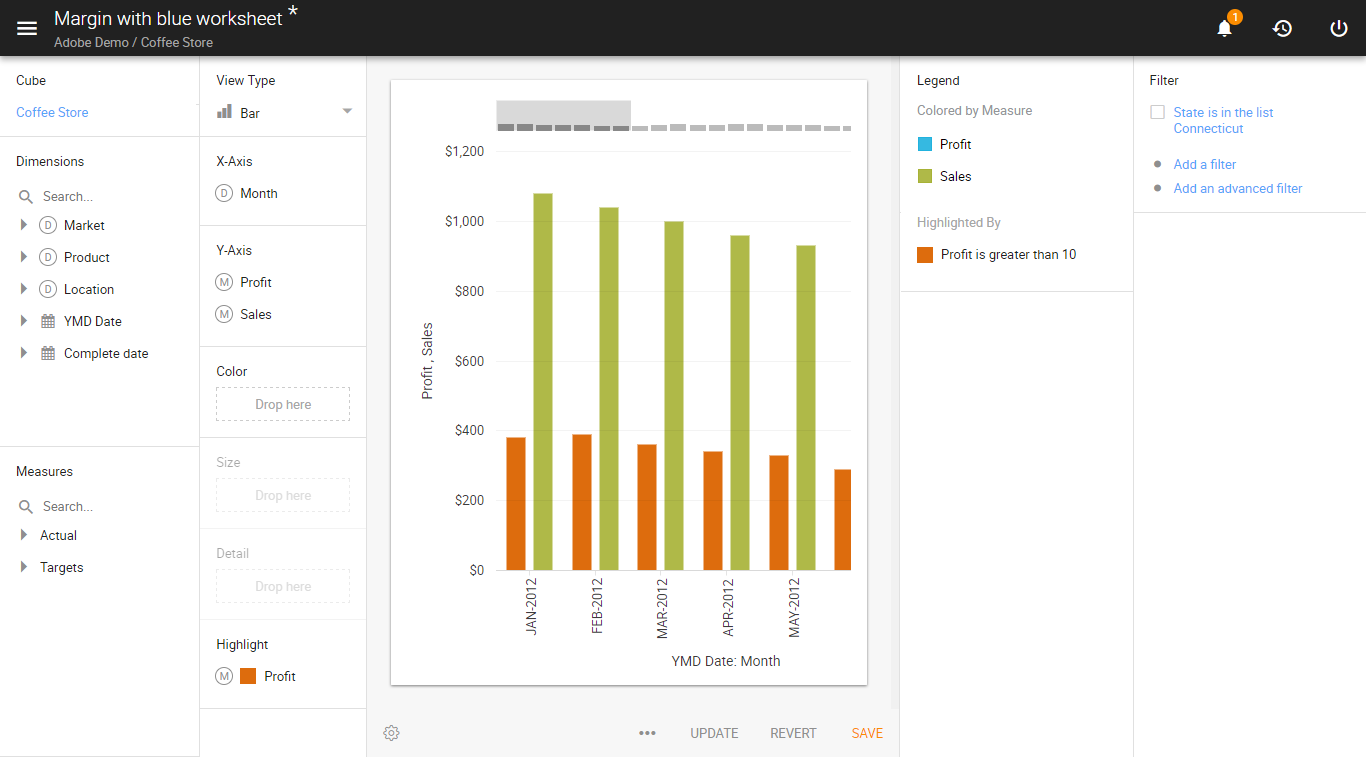 Margin with blue worksheet *
Adobe Demo / Coffee Store
1
Cube
Coffee Store
Dimensions
Search...
D Market
D Product
D Location
YMD Date
Complete date
Measures
Search...
Actual
Targets
View Type
Bar
X-Axis
D Month
Y-Axis
M Profit
M Sales
Color
Drop here
Size
Drop here
Detail
Drop here
Highlight
M Profit
$1,200
$1,000
$800
$600
$400
$200
$0
Profit , Sales
JAN-2012
FEB-2012
MAR-2012
APR-2012
MAY-2012
YMD Date: Month
UPDATE
REVERT
SAVE
Legend
Colored by Measure
Profit
Sales
Highlighted By
Profit is greater than 10
Filter
State is in the list
Connecticut
Add a filter
Add an advanced filter